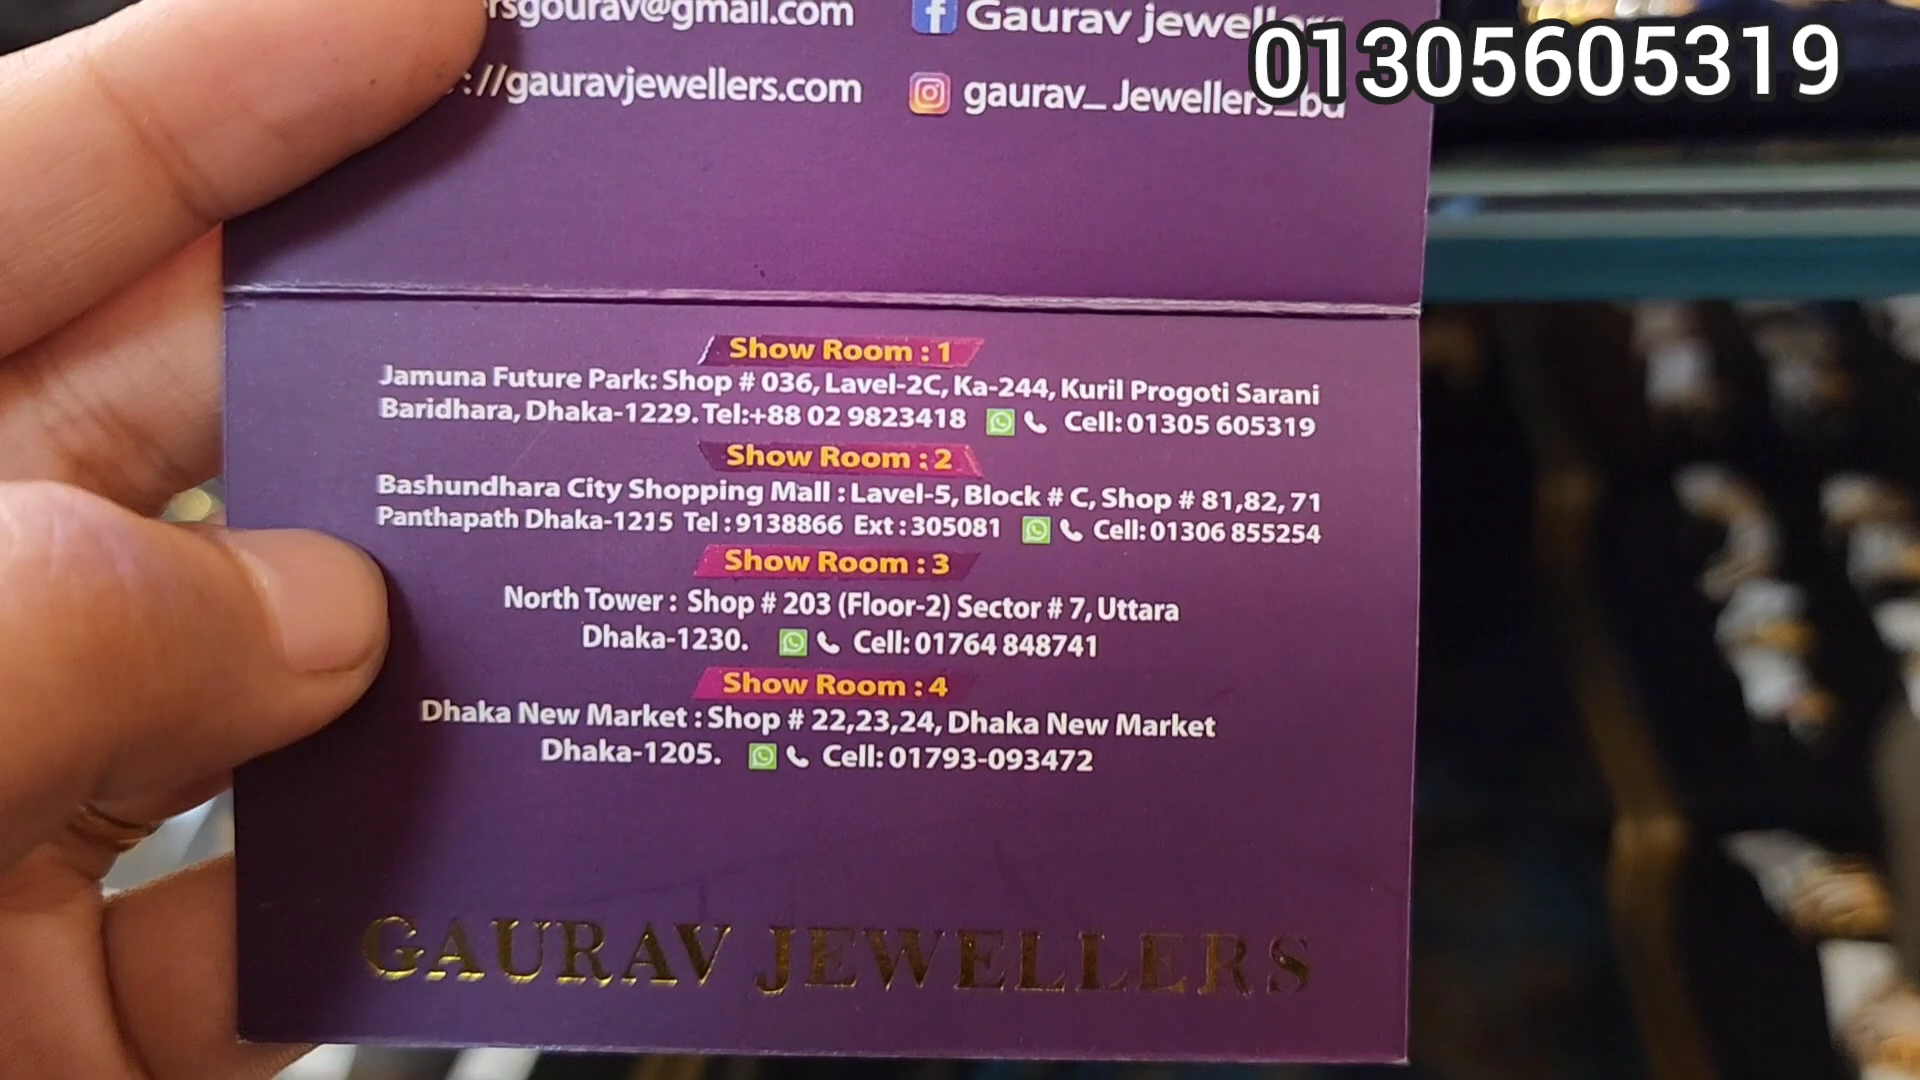 rsgourav@gmail.com
Gaurav jewellers
01305605319
://gauravjewellers.com
gaurav_Jewellers_bd
Show Room : 1
Jamuna Future Park: Shop # 036, Lavel-2C, Ka-244, Kuril Progoti Sarani
Baridhara, Dhaka-1229. Tel:+88 02 9823418 Cell: 01305 605319
Show Room : 2
Bashundhara City Shopping Mall : Lavel-5, Block # C, Shop # 81,82, 71
Panthapath Dhaka-1215 Tel : 9138866 Ext : 305081 Cell: 01306 855254
Show Room : 3
North Tower : Shop # 203 (Floor-2) Sector # 7, Uttara
Dhaka-1230. Cell: 01764 848741
Show Room : 4
Dhaka New Market : Shop # 22,23,24, Dhaka New Market
Dhaka-1205. Cell: 01793-093472
GAURAV JEWELLERS